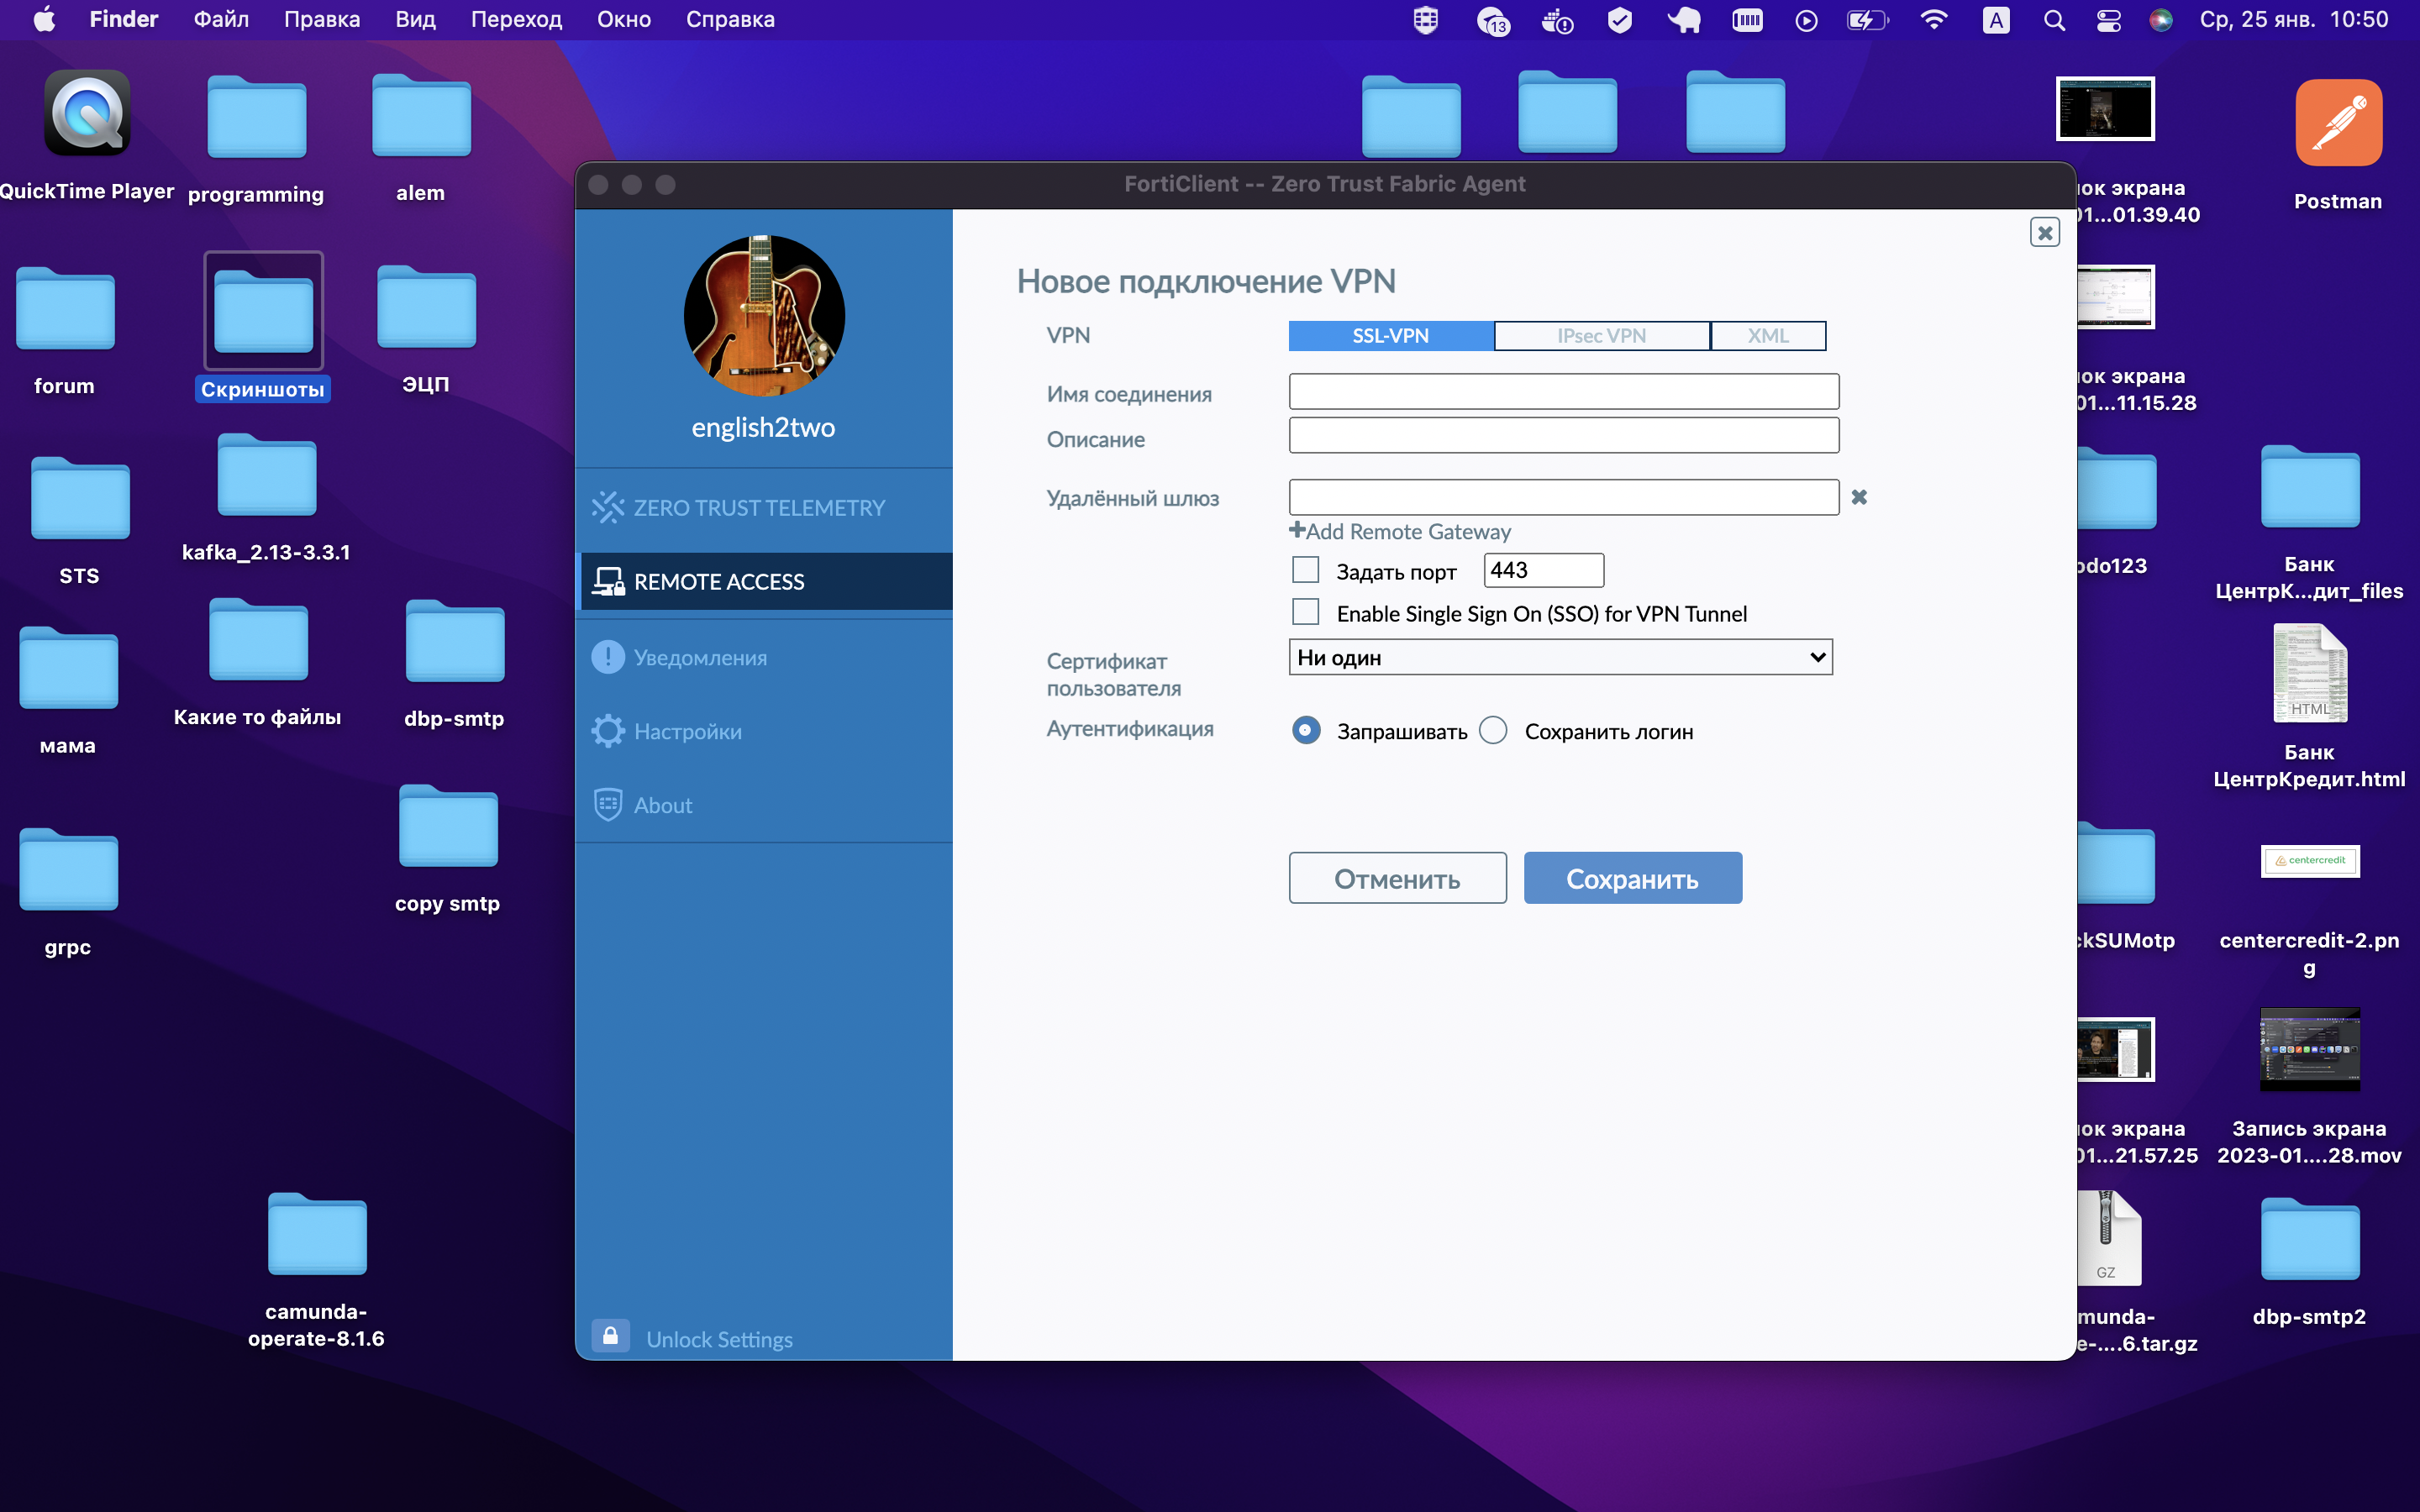 Finder Файл Правка Вид Переход Окно Справка
13
A
Ср, 25 янв. 10:50
QuickTime Player
programming
alem
forum
Скриншоты
ЭЦП
STS
kafka_2.13-3.3.1
мама
Какие то файлы
dbp-smtp
grpc
copy smtp
camunda-
operate-8.1.6
FortiClient -- Zero Trust Fabric Agent
english2two
ZERO TRUST TELEMETRY
REMOTE ACCESS
Уведомления
Настройки
About
Unlock Settings
Новое подключение VPN
VPN
SSL-VPN
IPsec VPN
XML
Имя соединения
Описание
Удалённый шлюз
Add Remote Gateway
Задать порт
443
Enable Single Sign On (SSO) for VPN Tunnel
Сертификат
пользователя
Ни один
Аутентификация
Запрашивать
Сохранить логин
Отменить
Сохранить
ок экрана
01...01.39.40
Postman
ок экрана
01...11.15.28
odo123
Банк
ЦентрК...дит_files
HTML
Банк
ЦентрКредит.html
ckSUMotp
centercredit
centercredit-2.pn
g
ок экрана
01...21.57.25
Запись экрана
2023-01....28.mov
GZ
munda-
e-....6.tar.gz
dbp-smtp2